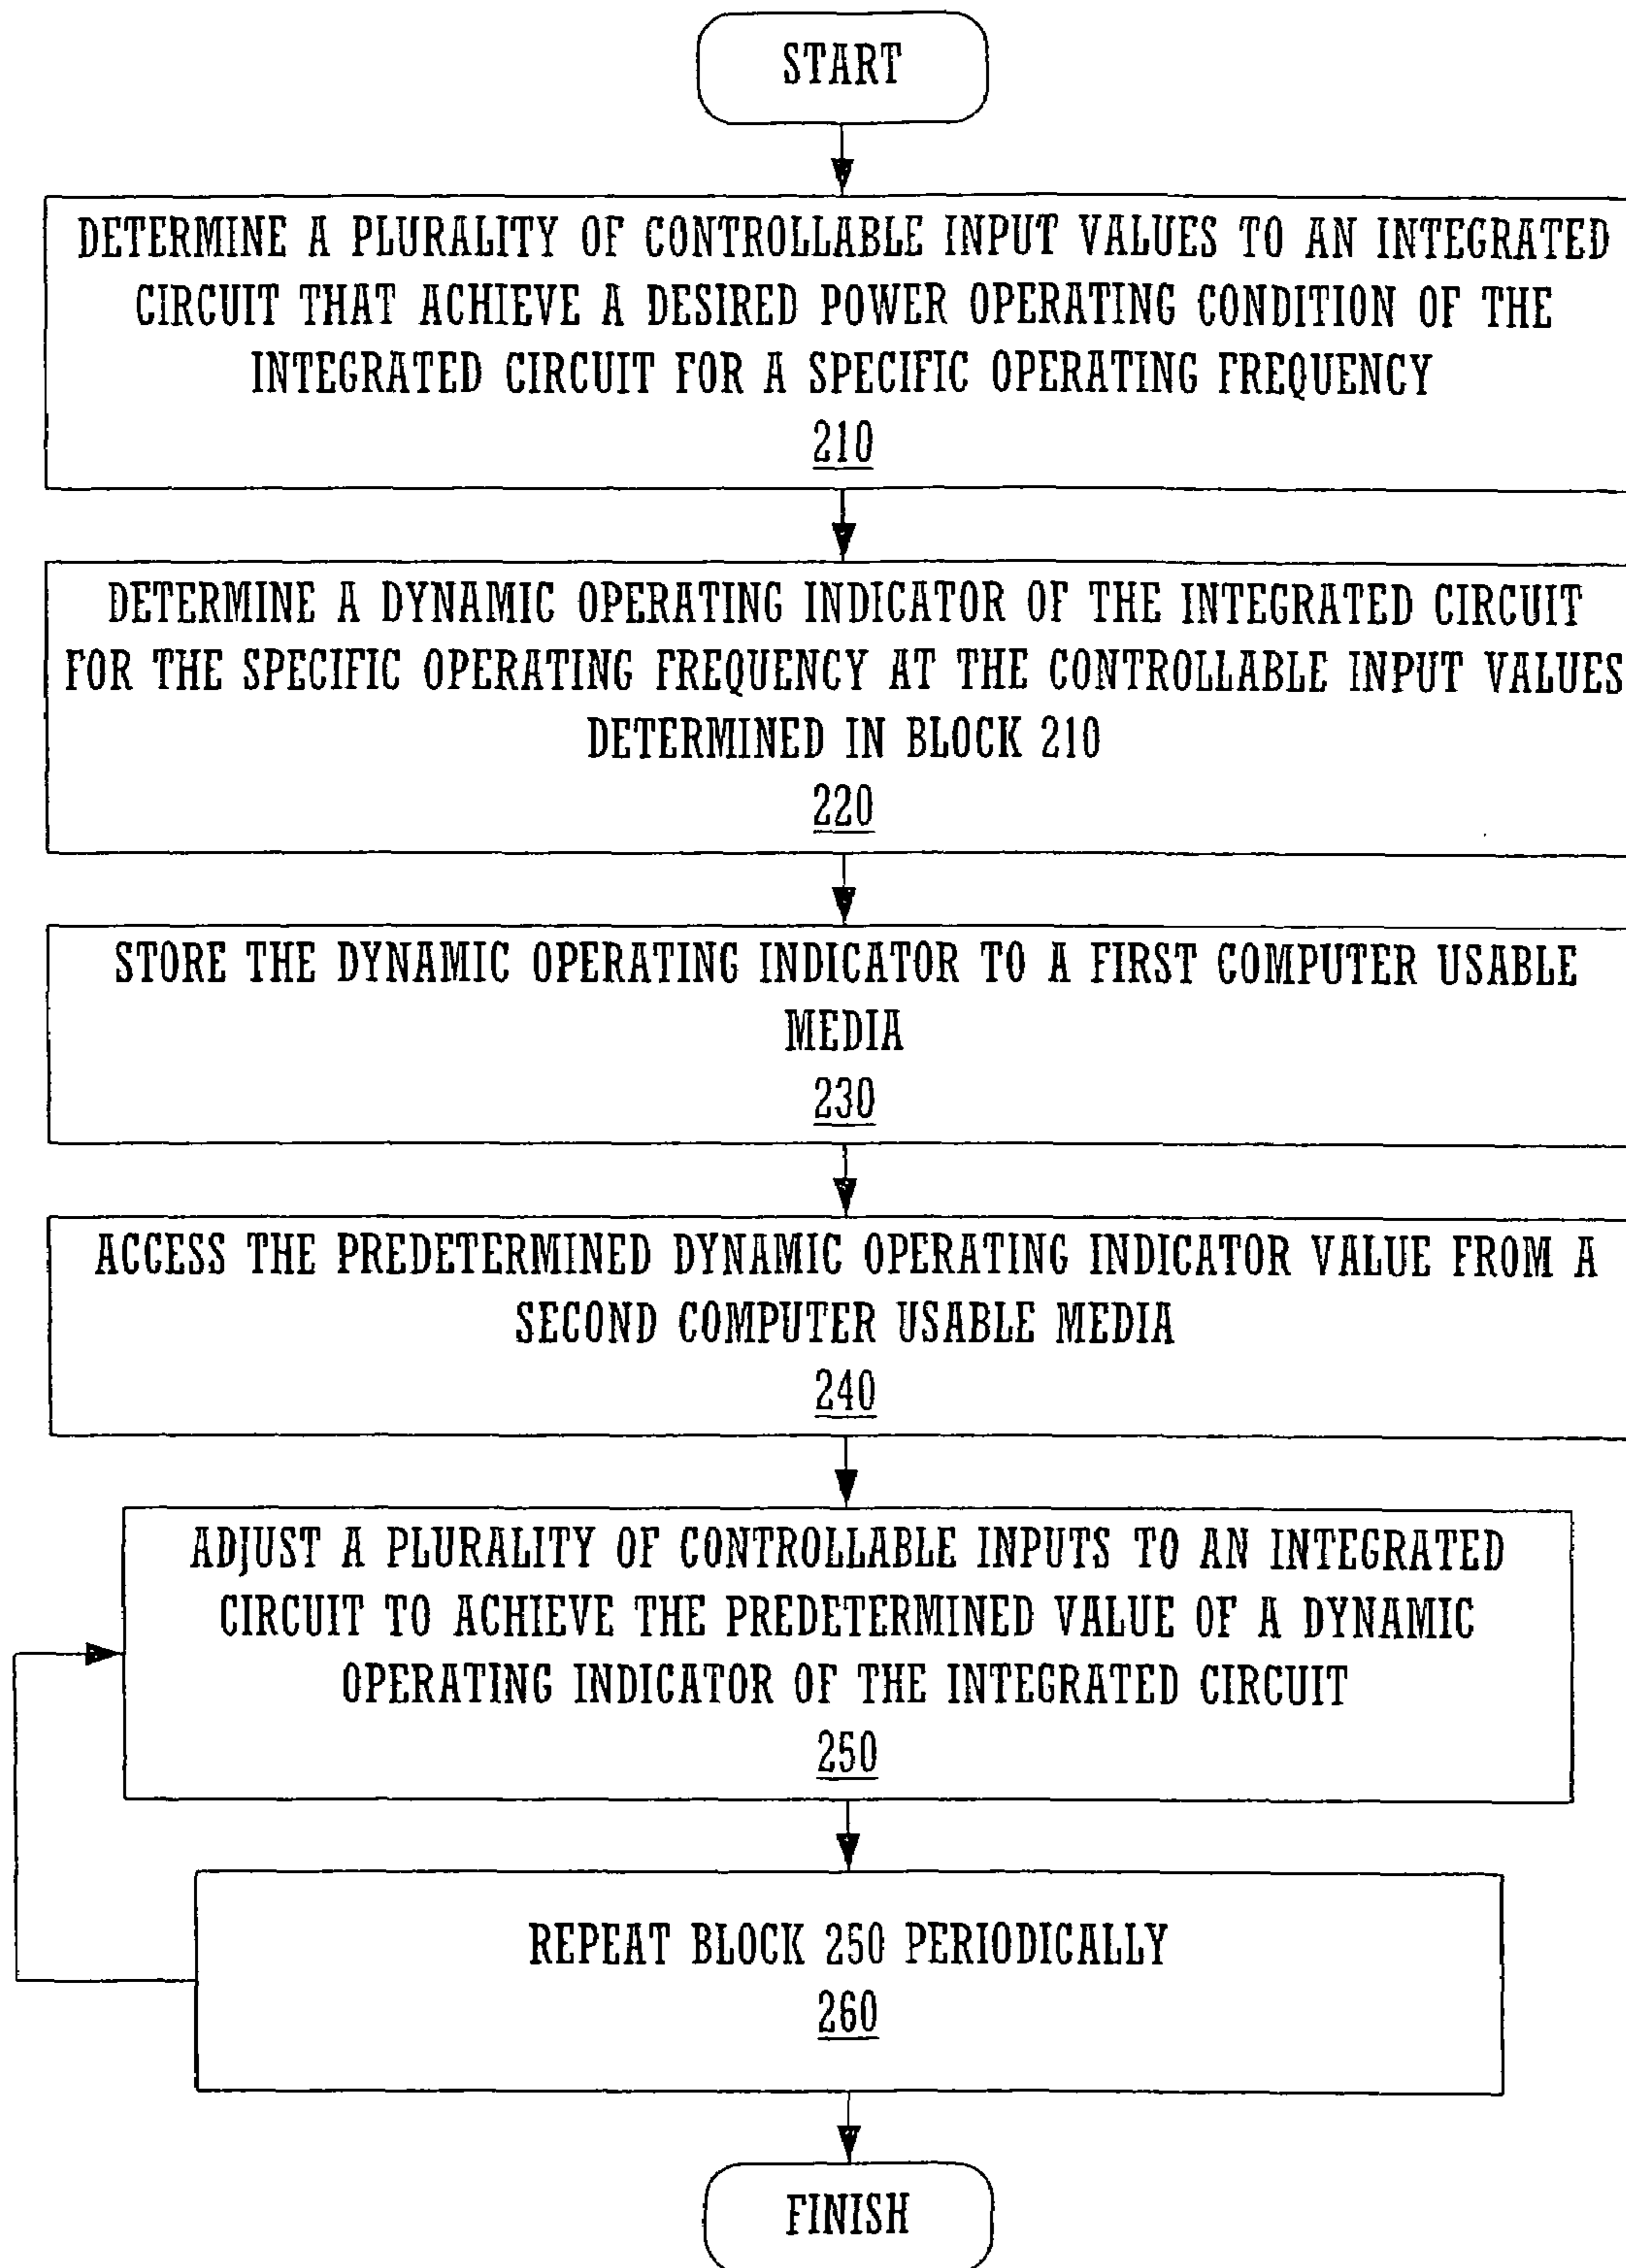 START
DETERMINE A PLURALITY OF CONTROLLABLE INPUT VALUES TO AN INTEGRATED
CIRCUIT THAT ACHIEVE A DESIRED POWER OPERATING CONDITION OF THE
INTEGRATED CIRCUIT FOR A SPECIFIC OPERATING FREQUENCY
210
DETERMINE A DYNAMIC OPERATING INDICATOR OF THE INTEGRATED CIRCUIT
FOR THE SPECIFIC OPERATING FREQUENCY AT THE CONTROLLABLE INPUT VALUES
DETERMINED IN BLOCK 210
220
STORE THE DYNAMIC OPERATING INDICATOR TO A FIRST COMPUTER USABLE
MEDIA
230
ACCESS THE PREDETERMINED DYNAMIC OPERATING INDICATOR VALUE FROM A
SECOND COMPUTER USABLE MEDIA
240
ADJUST A PLURALITY OF CONTROLLABLE INPUTS TO AN INTEGRATED
CIRCUIT TO ACHIEVE THE PREDETERMINED VALUE OF A DYNAMIC
OPERATING INDICATOR OF THE INTEGRATED CIRCUIT
250
REPEAT BLOCK 250 PERIODICALLY
260
FINISH